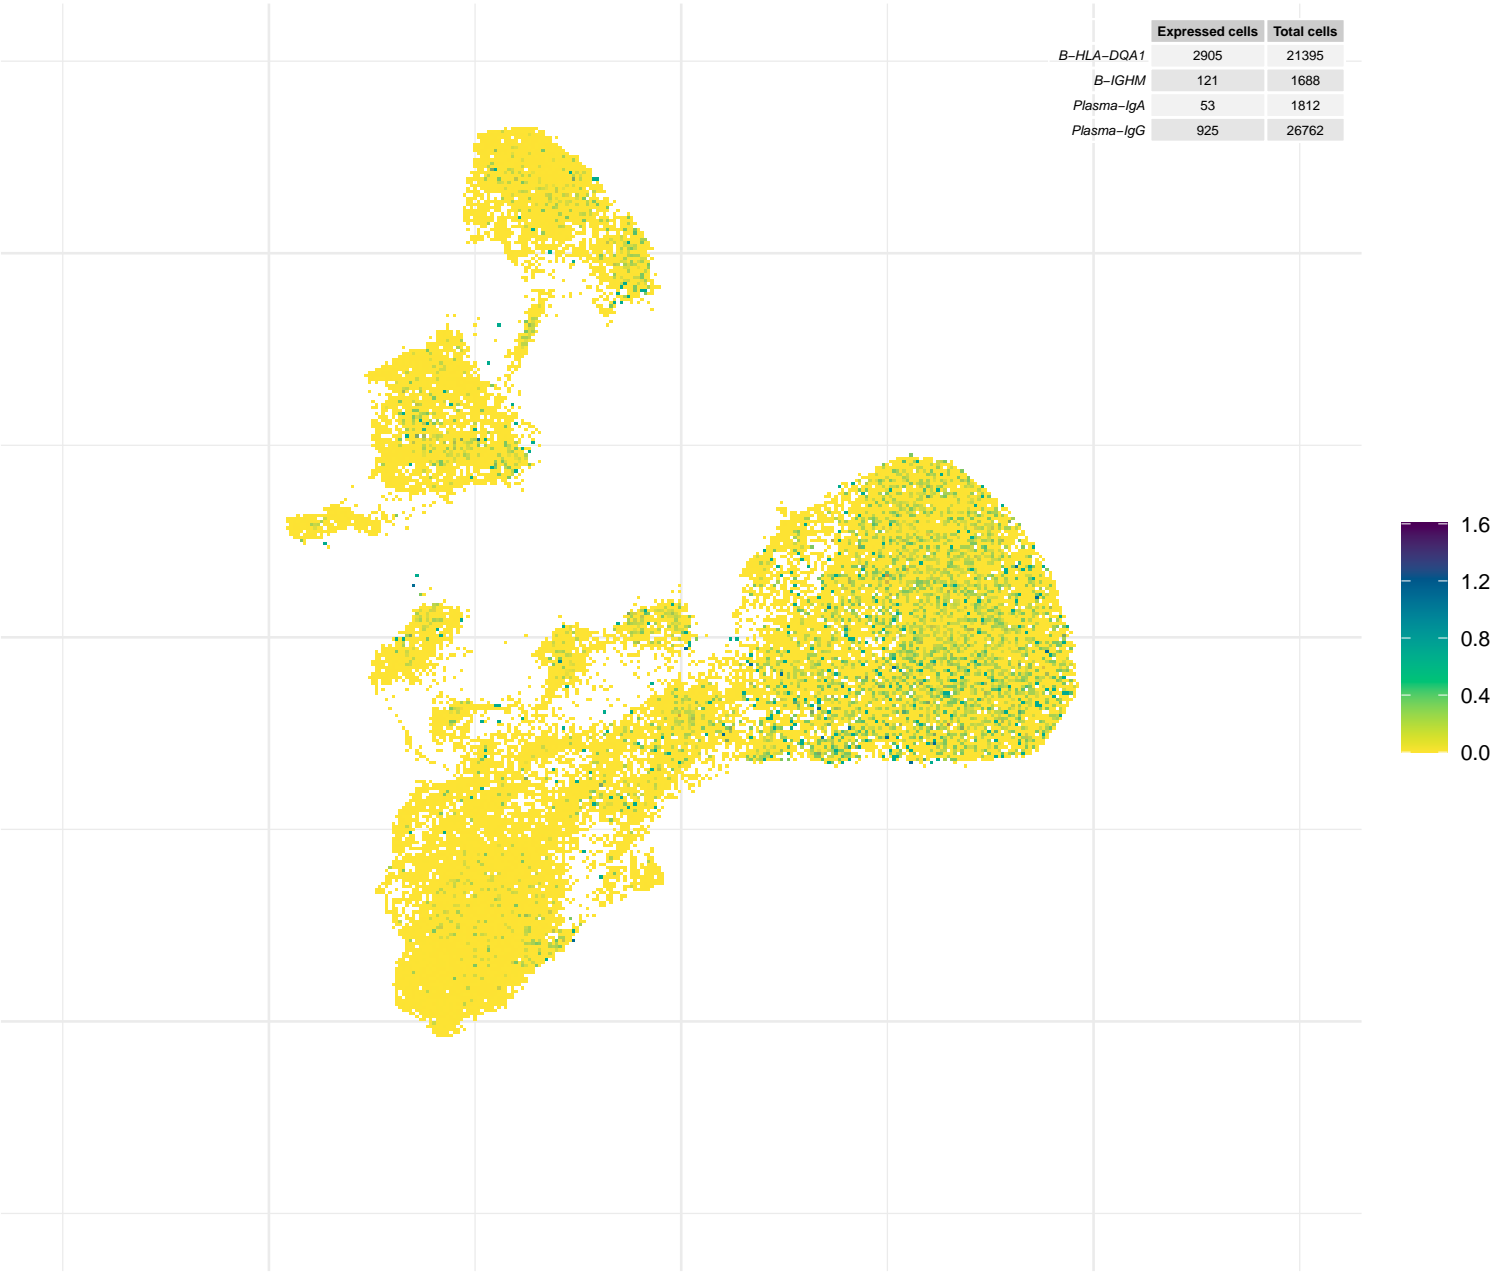 Expressed cells Total cells
B−HLA−DQA1 2905 21395
B−IGHM 121 1688
Plasma−IgA 53 1812
Plasma−IgG 925 26762
1.6
1.2
0.8
0.4
0.0